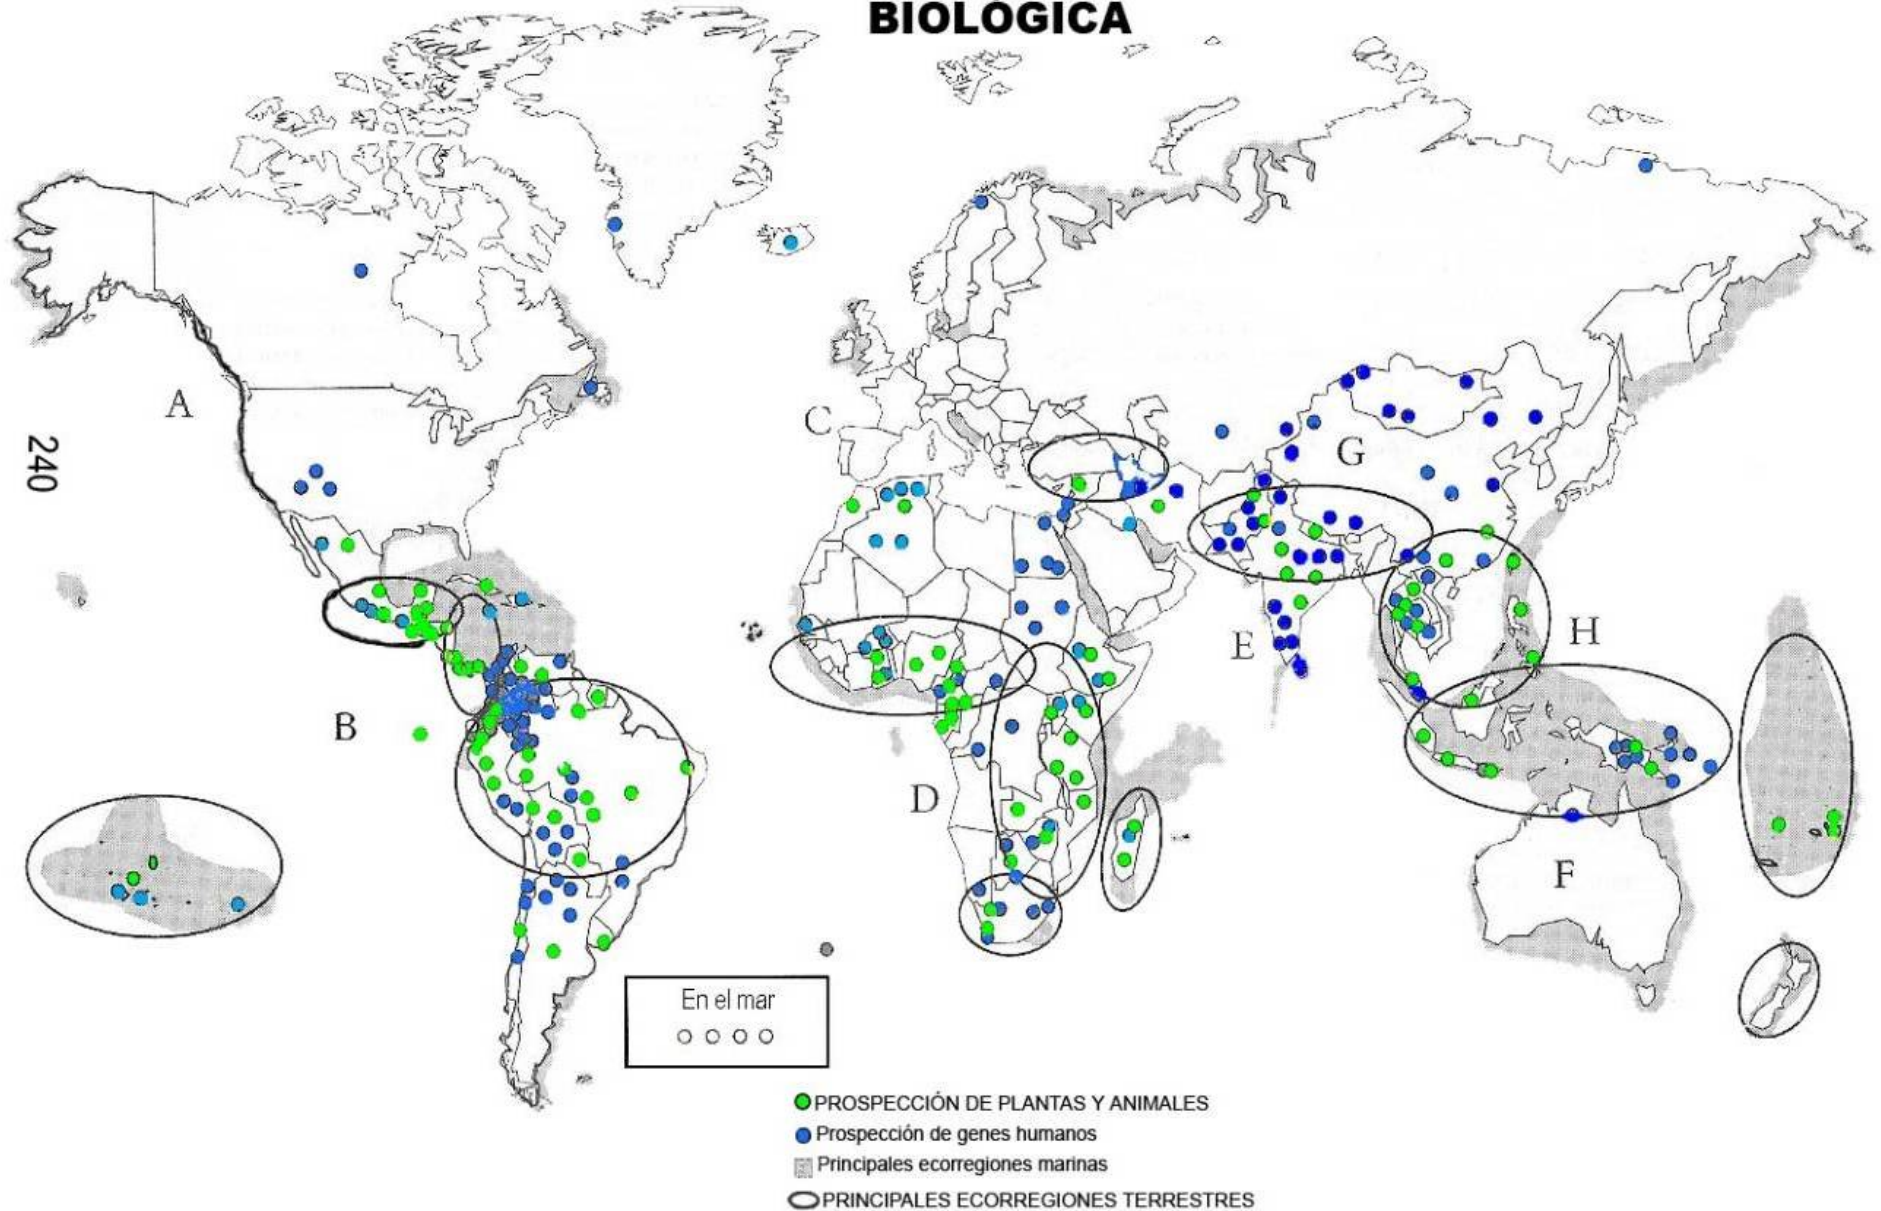 BIOLOGICA
A
C
G
240
E
H
B
D
F
En el mar
PROSPECCIÓN DE PLANTAS Y ANIMALES
Prospección de genes humanos
Principales ecorregiones marinas
PRINCIPALES ECORREGIONES TERRESTRES